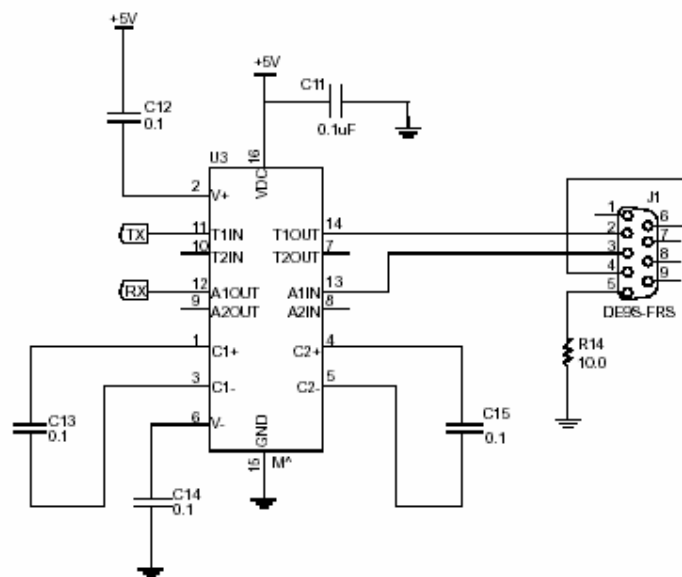 +5V
+5V
C12
0.1
C11
0.1uF
U3
16
VDC
2
V+
11
T1IN
TX
10
T2IN
12
A1OUT
RX
9
A2OUT
1
C1+
3
C1-
6
V-
T1OUT
14
T2OUT
7
A1IN
13
A2IN
8
C2+
4
C2-
5
GND
15
M^
C13
0.1
C14
0.1
C15
0.1
J1
1
2
3
4
5
6
7
8
9
DE9S-FRS
R14
10.0